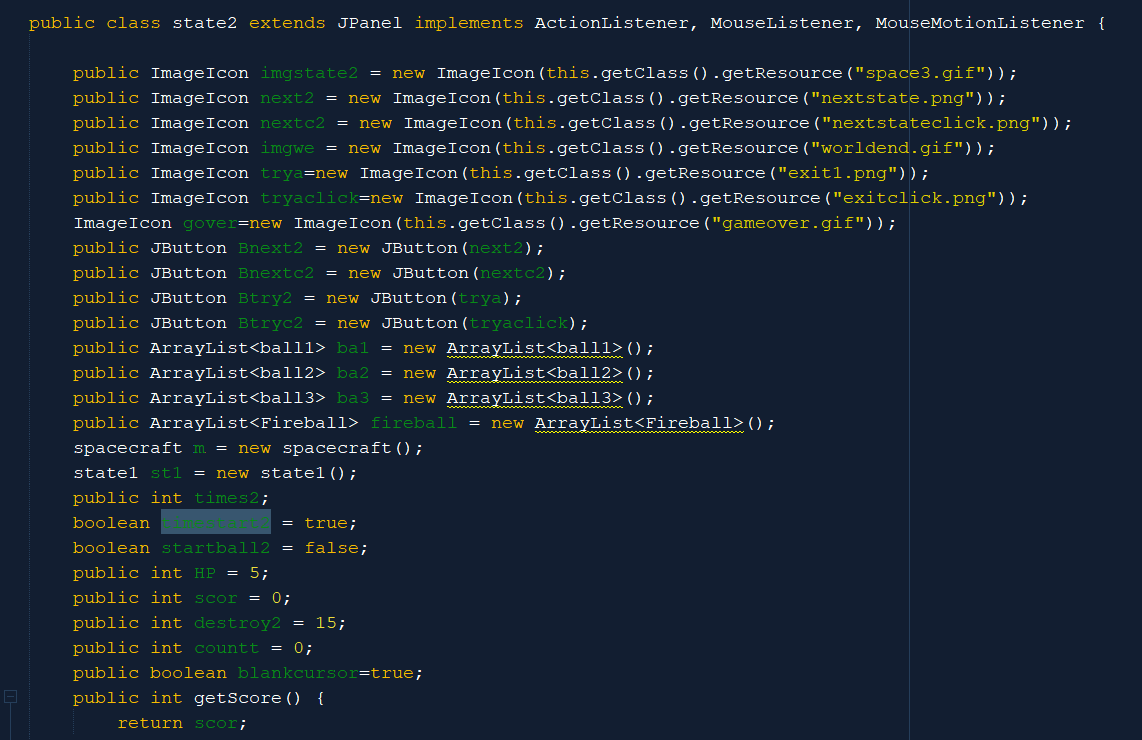 public class state2 extends JPanel implements ActionListener, MouseListener, MouseMotionListener {
public ImageIcon imgstate2 = new ImageIcon(this.getClass().getResource("space3.gif"));
public ImageIcon next2 = new ImageIcon(this.getClass().getResource("nextstate.png"));
public ImageIcon nextc2 = new ImageIcon(this.getClass().getResource("nextstateclick.png"));
public ImageIcon imgwe = new ImageIcon(this.getClass().getResource("worldend.gif"));
public ImageIcon trya=new ImageIcon(this.getClass().getResource("exit1.png"));
public ImageIcon tryaclick=new ImageIcon(this.getClass().getResource("exitclick.png"));
ImageIcon gover=new ImageIcon(this.getClass().getResource("gameover.gif"));
public JButton Bnext2 = new JButton(next2);
public JButton Bnextc2 = new JButton(nextc2);
public JButton Btry2 = new JButton(trya);
public JButton Btryc2 = new JButton(tryaclick);
public ArrayList<ball1> ba1 = new ArrayList<ball1>();
public ArrayList<ball2> ba2 = new ArrayList<ball2>();
public ArrayList<ball3> ba3 = new ArrayList<ball3>();
public ArrayList<Fireball> fireball = new ArrayList<Fireball>();
spacecraft m = new spacecraft();
state1 st1 = new state1();
public int times2;
boolean timestart2 = true;
boolean startball2 = false;
public int HP = 5;
public int scor = 0;
public int destroy2 = 15;
public int countt = 0;
public boolean blankcursor=true;
public int getScore() {
return scor;